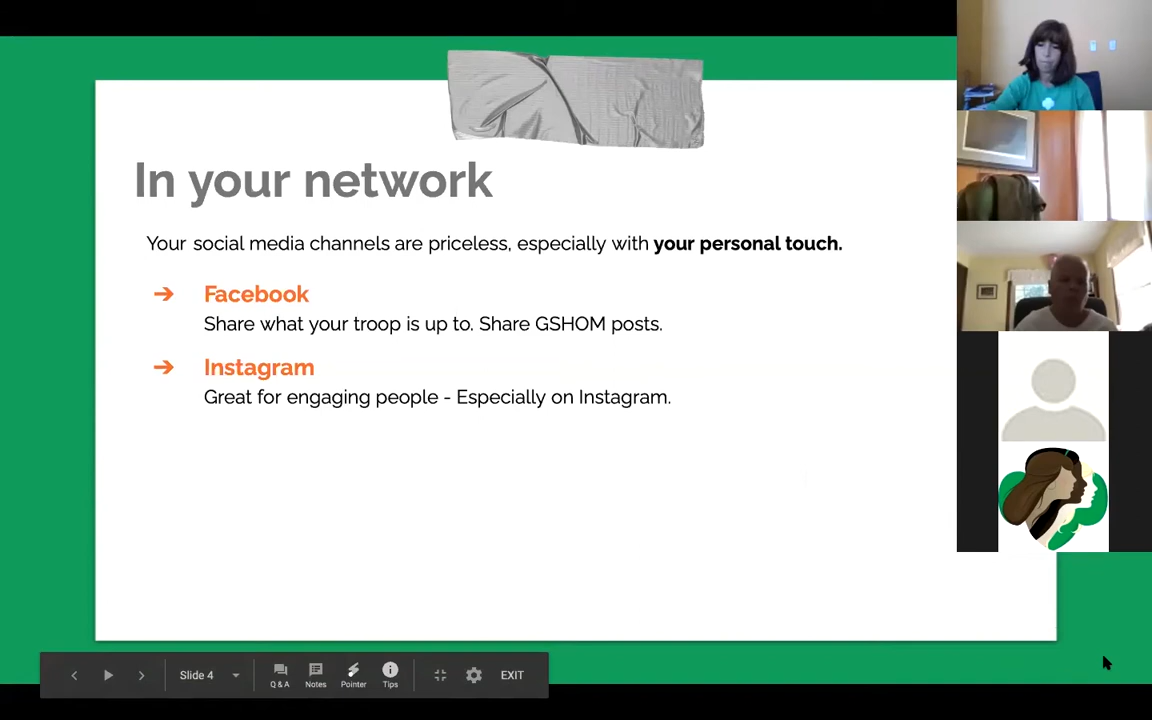 In your network
Your social media channels are priceless, especially with your personal touch.
➔ Facebook
Share what your troop is up to. Share GSHOM posts.
➔ Instagram
Great for engaging people - Especially on Instagram.
Slide 4
Q & A
Notes
Pointer
Tips
EXIT